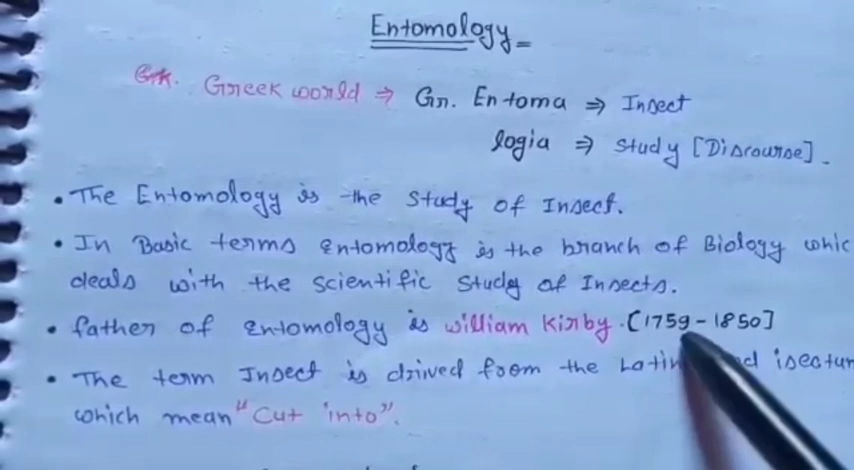 Entomology
Gk. Greek world ⇒ Gn. Entoma ⇒ Insect
logia ⇒ study [Discourse].
• The Entomology is the study of Insect.
• In Basic terms Entomology is the branch of Biology whic
deals with the scientific study of Insects.
• father of Entomology is william Kirby. [1759-1850]
• The term Insect is drived from the Latin isectur
which mean "Cut into".